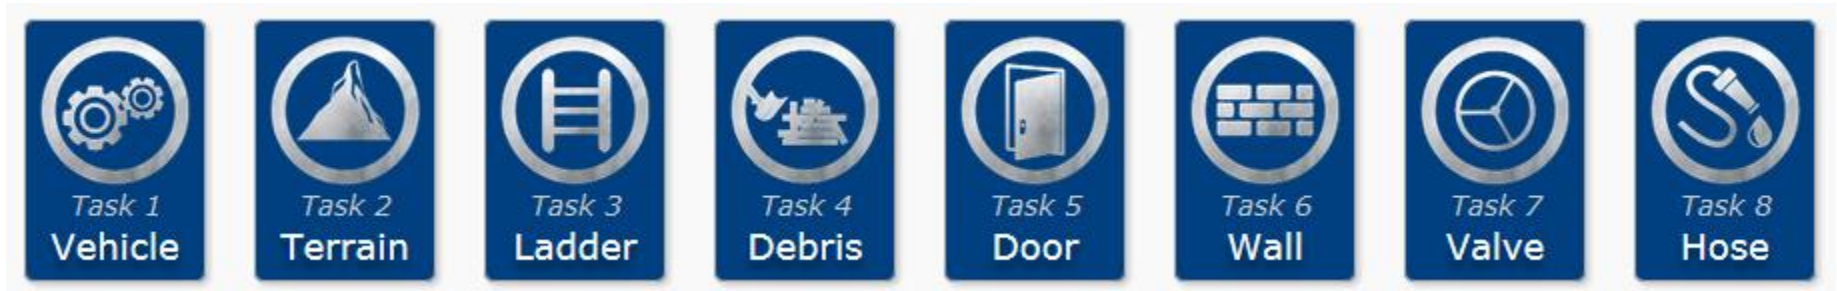 Task 1
Vehicle
Task 2
Terrain
Task 3
Ladder
Task 4
Debris
Task 5
Door
Task 6
Wall
Task 7
Valve
Task 8
Hose